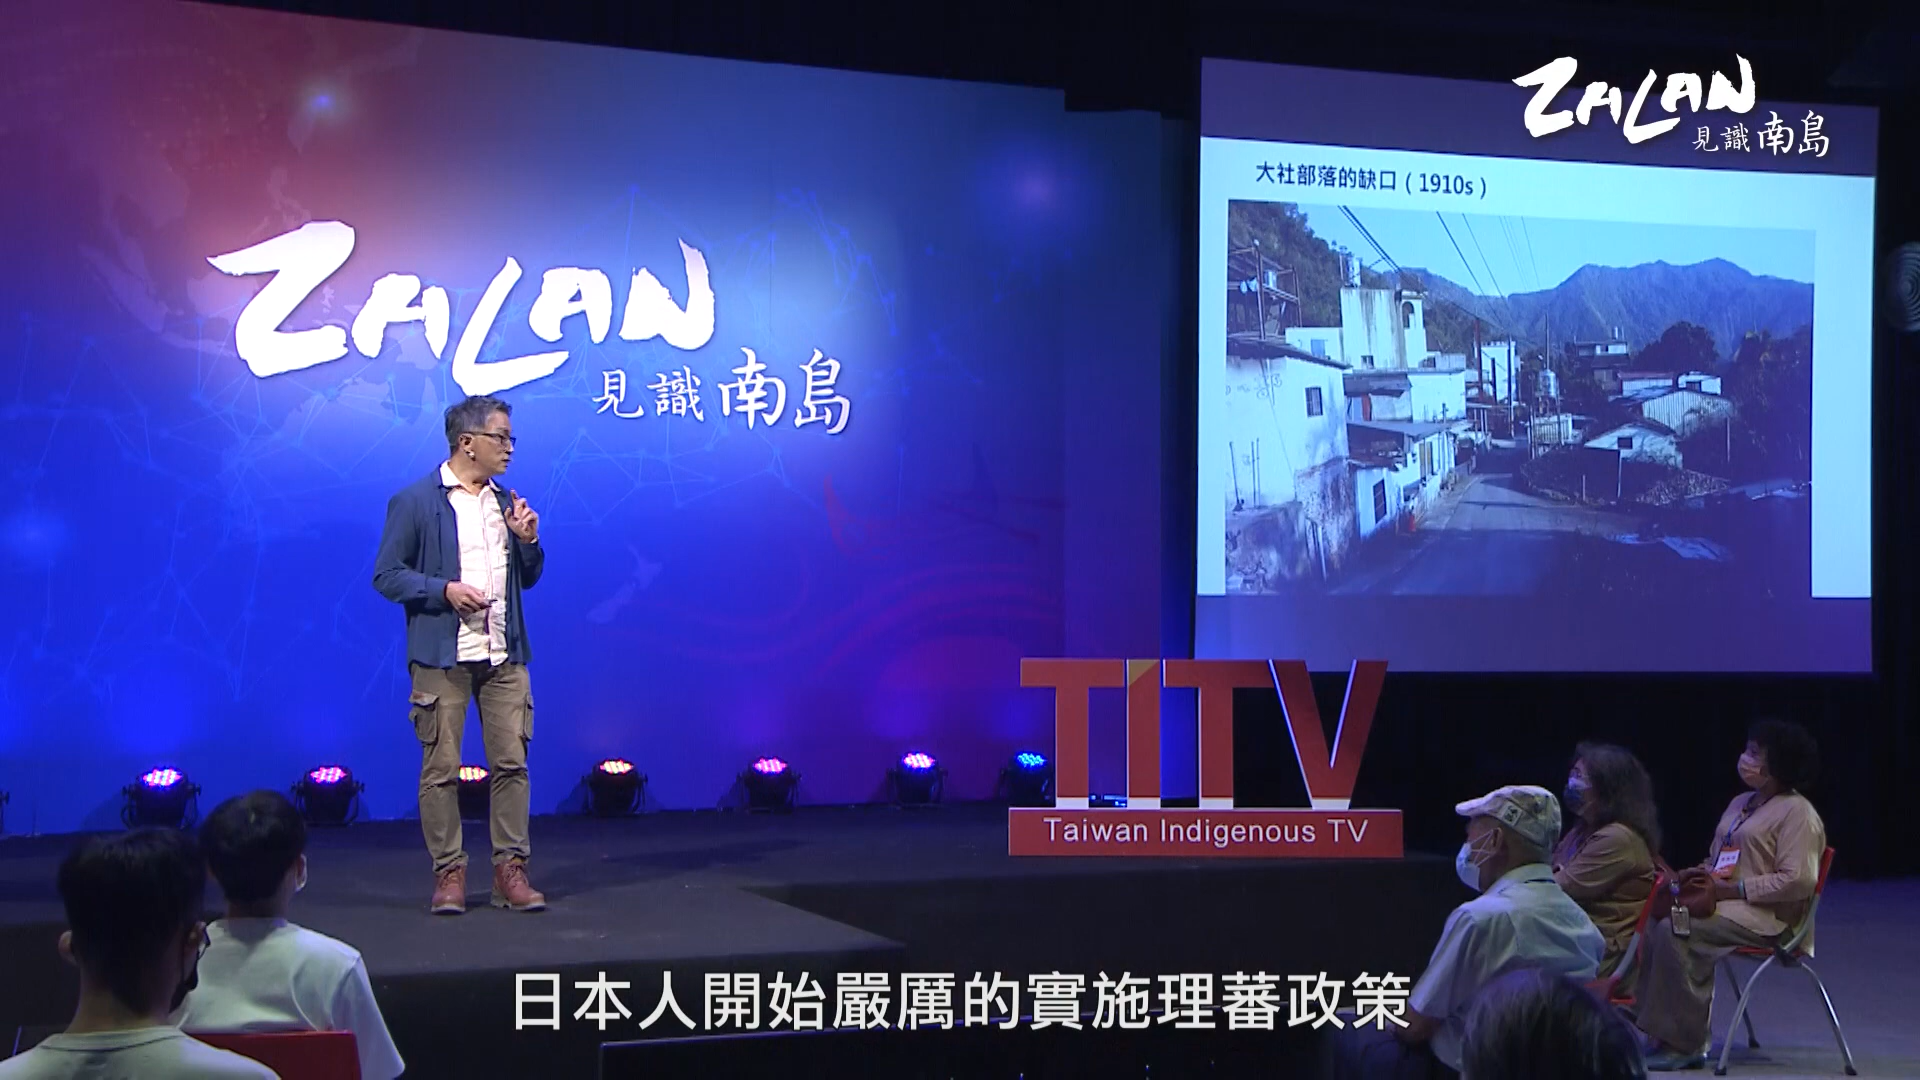 ZALAN
見識南島
ZALAN
見識南島
大社部落的缺口（1910s）
TITV
Taiwan Indigenous TV
日本人開始嚴厲的實施理蕃政策